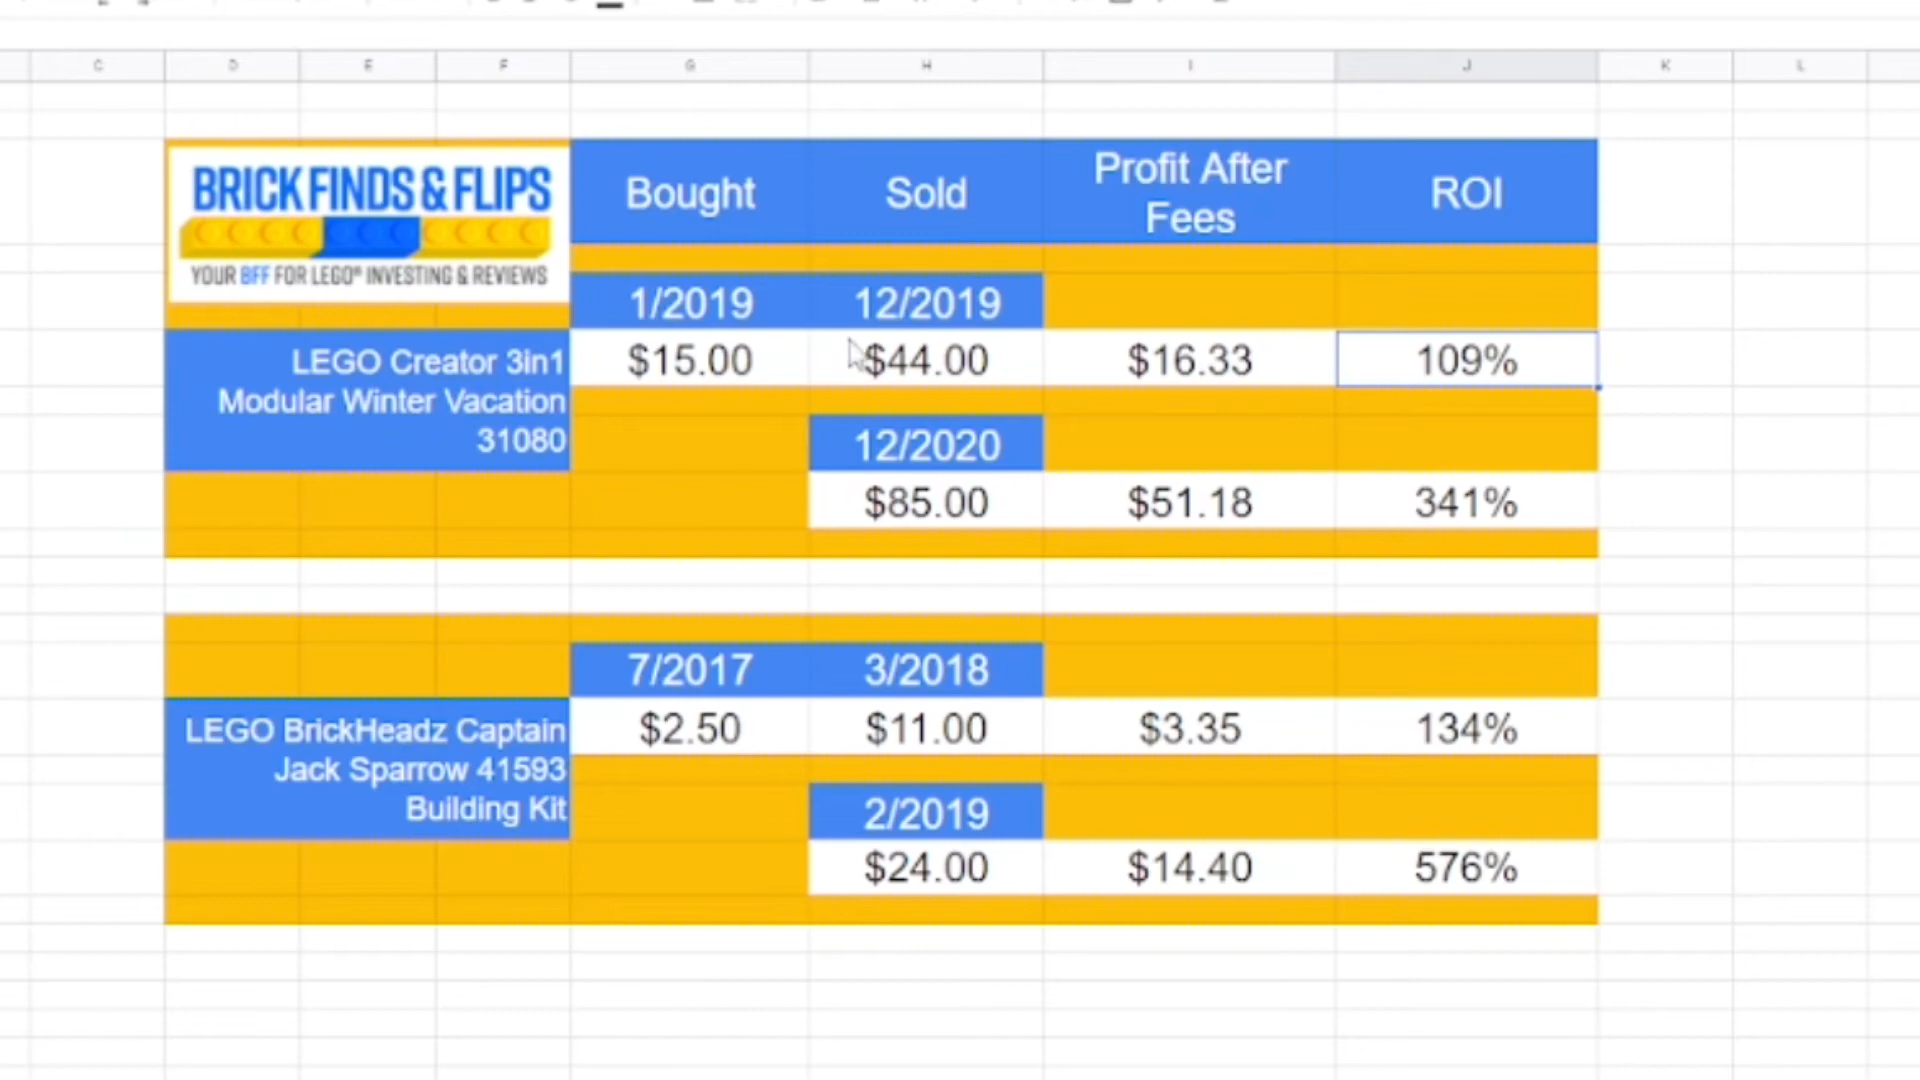 C D E F G H I J K L
BRICK FINDS & FLIPS
YOUR BFF FOR LEGO® INVESTING & REVIEWS
Bought Sold Profit After Fees ROI
1/2019 12/2019
LEGO Creator 3in1
Modular Winter Vacation
31080
$15.00 $44.00 $16.33 109%
12/2020
$85.00 $51.18 341%
7/2017 3/2018
LEGO BrickHeadz Captain
Jack Sparrow 41593
Building Kit
$2.50 $11.00 $3.35 134%
2/2019
$24.00 $14.40 576%